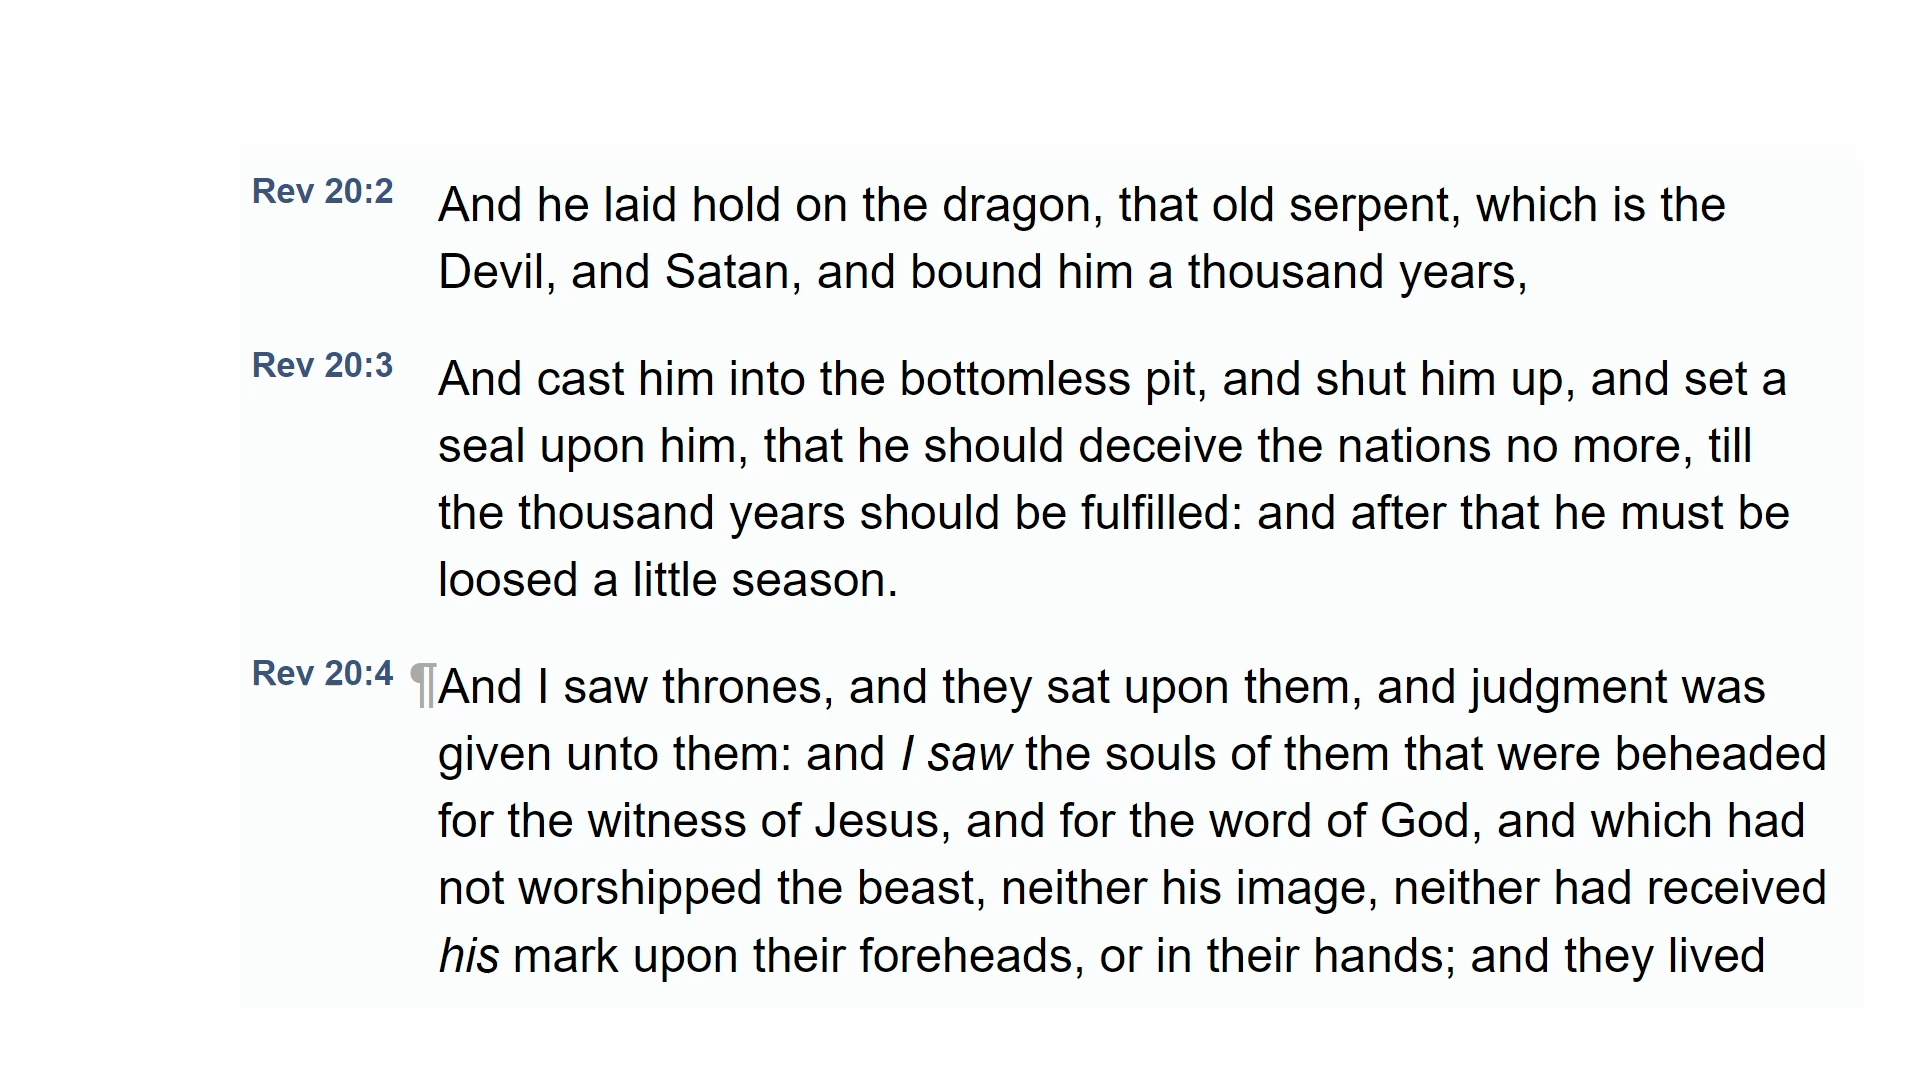 Rev 20:2 And he laid hold on the dragon, that old serpent, which is the
Devil, and Satan, and bound him a thousand years,
Rev 20:3 And cast him into the bottomless pit, and shut him up, and set a
seal upon him, that he should deceive the nations no more, till
the thousand years should be fulfilled: and after that he must be
loosed a little season.
Rev 20:4 ¶And I saw thrones, and they sat upon them, and judgment was
given unto them: and I saw the souls of them that were beheaded
for the witness of Jesus, and for the word of God, and which had
not worshipped the beast, neither his image, neither had received
his mark upon their foreheads, or in their hands; and they lived